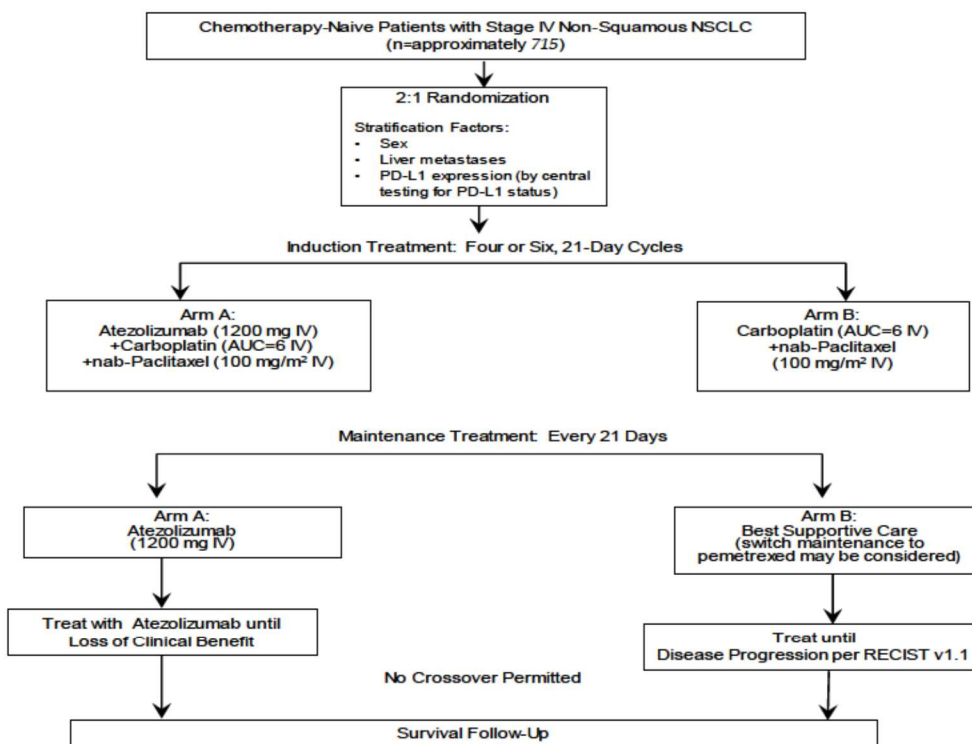 Chemotherapy-Naive Patients with Stage IV Non-Squamous NSCLC
(n=approximately 715)
2:1 Randomization
Stratification Factors:
• Sex
• Liver metastases
• PD-L1 expression (by central
testing for PD-L1 status)
Induction Treatment: Four or Six, 21-Day Cycles
Arm A:
Atezolizumab (1200 mg IV)
+Carboplatin (AUC=6 IV)
+nab-Paclitaxel (100 mg/m² IV)
Arm B:
Carboplatin (AUC=6 IV)
+nab-Paclitaxel
(100 mg/m² IV)
Maintenance Treatment: Every 21 Days
Arm A:
Atezolizumab
(1200 mg IV)
Arm B:
Best Supportive Care
(switch maintenance to
pemetrexed may be considered)
Treat with Atezolizumab until
Loss of Clinical Benefit
Treat until
Disease Progression per RECIST v1.1
No Crossover Permitted
Survival Follow-Up